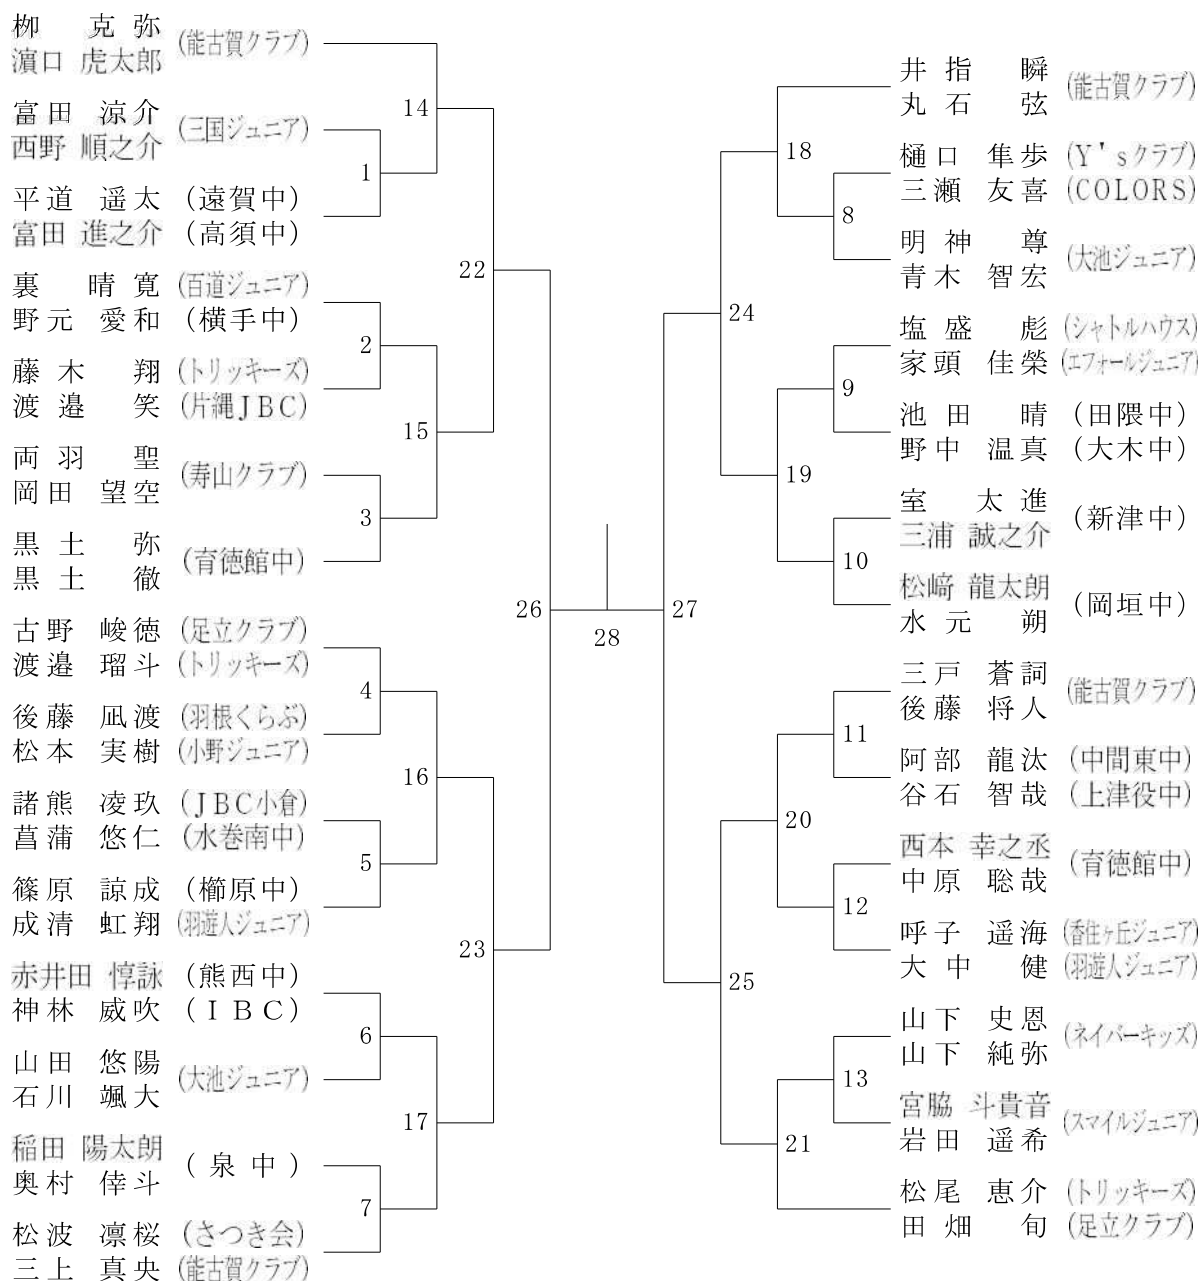 栁 克弥 (能古賀クラブ)
濵口 虎太郎
富田 涼介 (三国ジュニア)
西野 順之介
平道 遥太 (遠賀中)
富田 進之介 (高須中)
裏 晴寛 (百道ジュニア)
野元 愛和 (横手中)
藤木 翔 (トリッキーズ)
渡邉 笑 (片縄JBC)
両羽 聖 (寿山クラブ)
岡田 望空
黒土 弥 (育徳館中)
黒土 徹
古野 峻徳 (足立クラブ)
渡邉 瑠斗 (トリッキーズ)
後藤 凪渡 (羽根くらぶ)
松本 実樹 (小野ジュニア)
諸熊 凌玖 (JBC小倉)
菖蒲 悠仁 (水巻南中)
篠原 諒成 (櫛原中)
成清 虹翔 (羽遊人ジュニア)
赤井田 惇詠 (熊西中)
神林 威吹 (IBC)
山田 悠陽 (大池ジュニア)
石川 颯大
稲田 陽太朗 (泉中)
奥村 倖斗
松波 凛桜 (さつき会)
三上 真央 (能古賀クラブ)
1
2
3
4
5
6
7
14
15
16
17
22
23
26
28
27
24
25
18
19
20
21
8
9
10
11
12
13
井指 瞬 (能古賀クラブ)
丸石 弦
樋口 隼歩 (Y'sクラブ)
三瀬 友喜 (COLORS)
明神 尊 (大池ジュニア)
青木 智宏
塩盛 彪 (シャトルハウス)
家頭 佳榮 (エフォールジュニア)
池田 晴 (田隈中)
野中 温真 (大木中)
室 太進 (新津中)
三浦 誠之介
松﨑 龍太朗 (岡垣中)
水元 朔
三戸 蒼詞 (能古賀クラブ)
後藤 将人
阿部 龍汰 (中間東中)
谷石 智哉 (上津役中)
西本 幸之丞 (育徳館中)
中原 聡哉
呼子 遥海 (香住ヶ丘ジュニア)
大中 健 (羽遊人ジュニア)
山下 史恩 (ネイバーキッズ)
山下 純弥
宮脇 斗貴音 (スマイルジュニア)
岩田 遥希
松尾 恵介 (トリッキーズ)
田畑 旬 (足立クラブ)